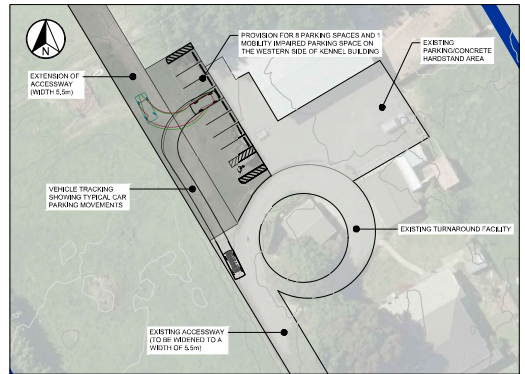 N
PROVISION FOR 8 PARKING SPACES AND 1
MOBILITY IMPAIRED PARKING SPACE ON
THE WESTERN SIDE OF KENNEL BUILDING
EXISTING
PARKING/CONCRETE
HARDSTAND AREA
EXTENSION OF
ACCESSWAY
(WIDTH 5.5m)
VEHICLE TRACKING
SHOWING TYPICAL CAR
PARKING MOVEMENTS
EXISTING TURNAROUND FACILITY
EXISTING ACCESSWAY
(TO BE WIDENED TO A
WIDTH OF 5.5m)